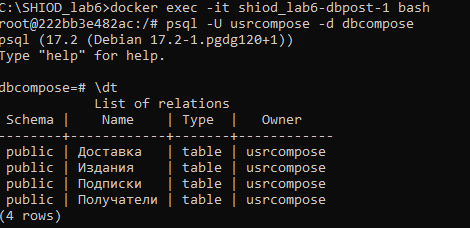 C:\SHIOD_lab6>docker exec -it shiod_lab6-dbpost-1 bash
root@222bb3e482ac:/# psql -U usrcompose -d dbcompose
psql (17.2 (Debian 17.2-1.pgdg120+1))
Type "help" for help.
dbcompose=# \dt
List of relations
Schema | Name | Type | Owner
--------+------------+-------+------------
public | Доставка | table | usrcompose
public | Издания | table | usrcompose
public | Подписки | table | usrcompose
public | Получатели | table | usrcompose
(4 rows)